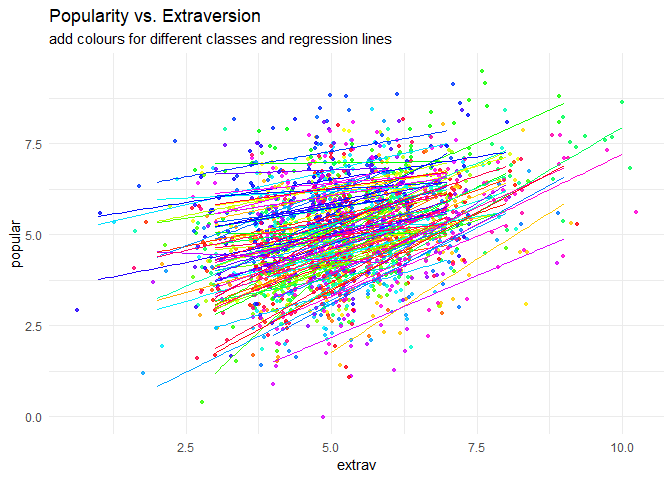 Popularity vs. Extraversion
add colours for different classes and regression lines
popular
7.5
5.0
2.5
0.0
2.5
5.0
7.5
10.0
extrav